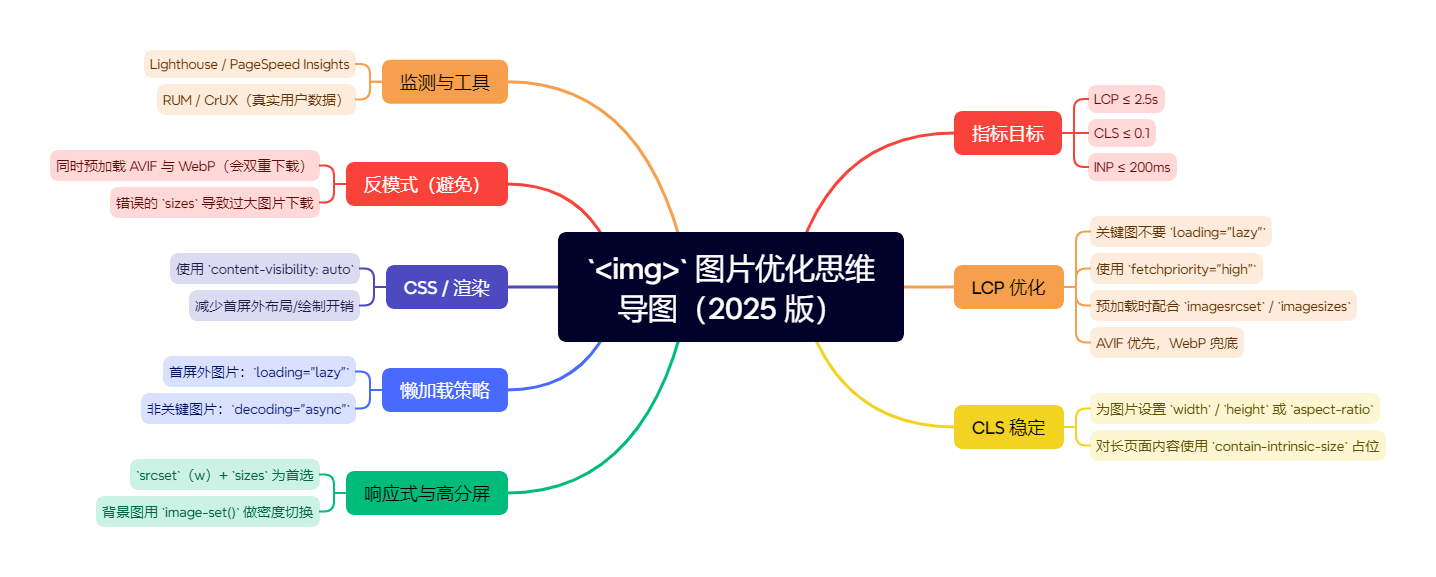 `<img>` 图片优化思维
导图（2025 版）
指标目标
LCP ≤ 2.5s
CLS ≤ 0.1
INP ≤ 200ms
LCP 优化
关键图不要 `loading="lazy"`
使用 `fetchpriority="high"`
预加载时配合 `imagesrcset` / `imagesizes`
AVIF 优先，WebP 兜底
CLS 稳定
为图片设置 `width` / `height` 或 `aspect-ratio`
对长页面内容使用 `contain-intrinsic-size` 占位
响应式与高分屏
`srcset`（w）+ `sizes` 为首选
背景图用 `image-set()` 做密度切换
懒加载策略
首屏外图片：`loading="lazy"`
非关键图片：`decoding="async"`
CSS / 渲染
使用 `content-visibility: auto`
减少首屏外布局/绘制开销
反模式（避免）
同时预加载 AVIF 与 WebP（会双重下载）
错误的 `sizes` 导致过大图片下载
监测与工具
Lighthouse / PageSpeed Insights
RUM / CrUX（真实用户数据）